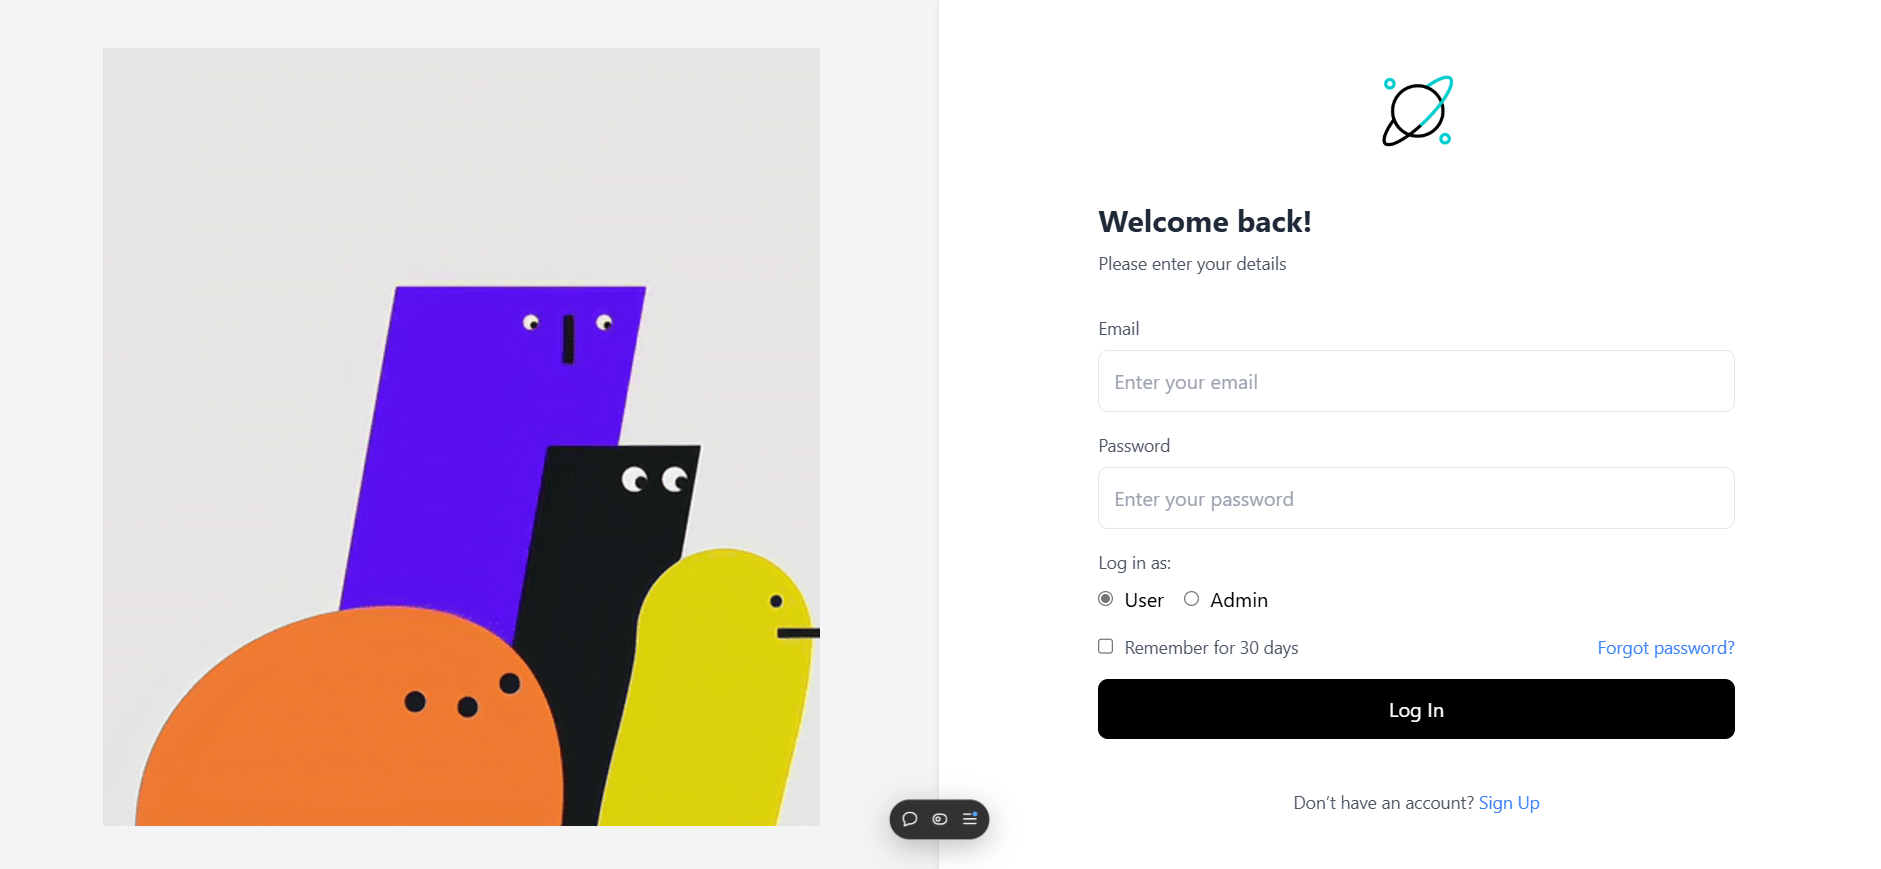 Welcome back!
Please enter your details
Email
Enter your email
Password
Enter your password
Log in as:
User Admin
Remember for 30 days Forgot password?
Log In
Don’t have an account? Sign Up